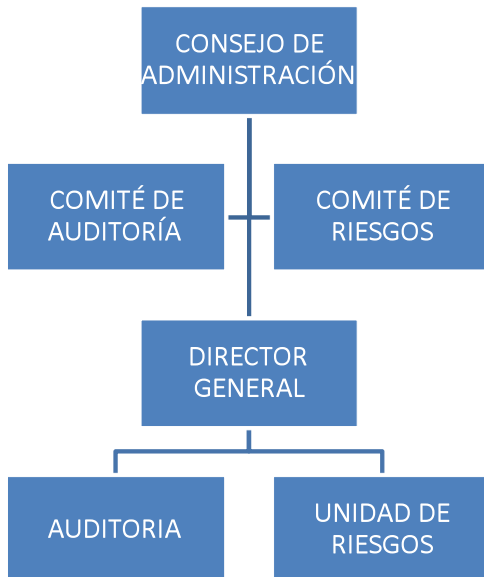 CONSEJO DE
ADMINISTRACIÓN
COMITÉ DE
AUDITORÍA
COMITÉ DE
RIESGOS
DIRECTOR
GENERAL
AUDITORIA
UNIDAD DE
RIESGOS